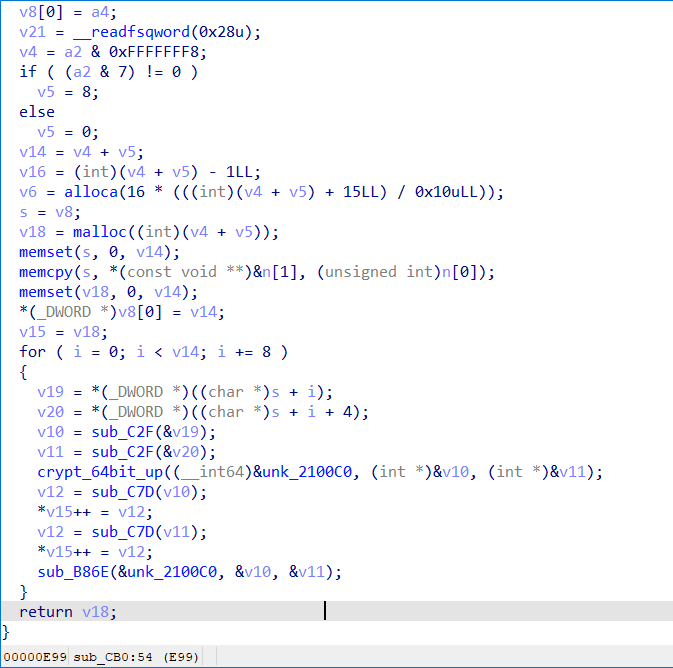 v8[0] = a4;
v21 = __readfsqword(0x28u);
v4 = a2 & 0xFFFFFFF8;
if ( (a2 & 7) != 0 )
v5 = 8;
else
v5 = 0;
v14 = v4 + v5;
v16 = (int)(v4 + v5) - 1LL;
v6 = alloca(16 * (((int)(v4 + v5) + 15LL) / 0x10uLL));
s = v8;
v18 = malloc((int)(v4 + v5));
memset(s, 0, v14);
memcpy(s, *(const void **)&n[1], (unsigned int)n[0]);
memset(v18, 0, v14);
*(_DWORD *)v8[0] = v14;
v15 = v18;
for ( i = 0; i < v14; i += 8 )
{
v19 = *(_DWORD *)((char *)s + i);
v20 = *(_DWORD *)((char *)s + i + 4);
v10 = sub_C2F(&v19);
v11 = sub_C2F(&v20);
crypt_64bit_up((__int64)&unk_2100C0, (int *)&v10, (int *)&v11);
v12 = sub_C7D(v10);
*v15++ = v12;
v12 = sub_C7D(v11);
*v15++ = v12;
sub_B86E(&unk_2100C0, &v10, &v11);
}
return v18;
}
00000E99 sub_CB0:54 (E99)